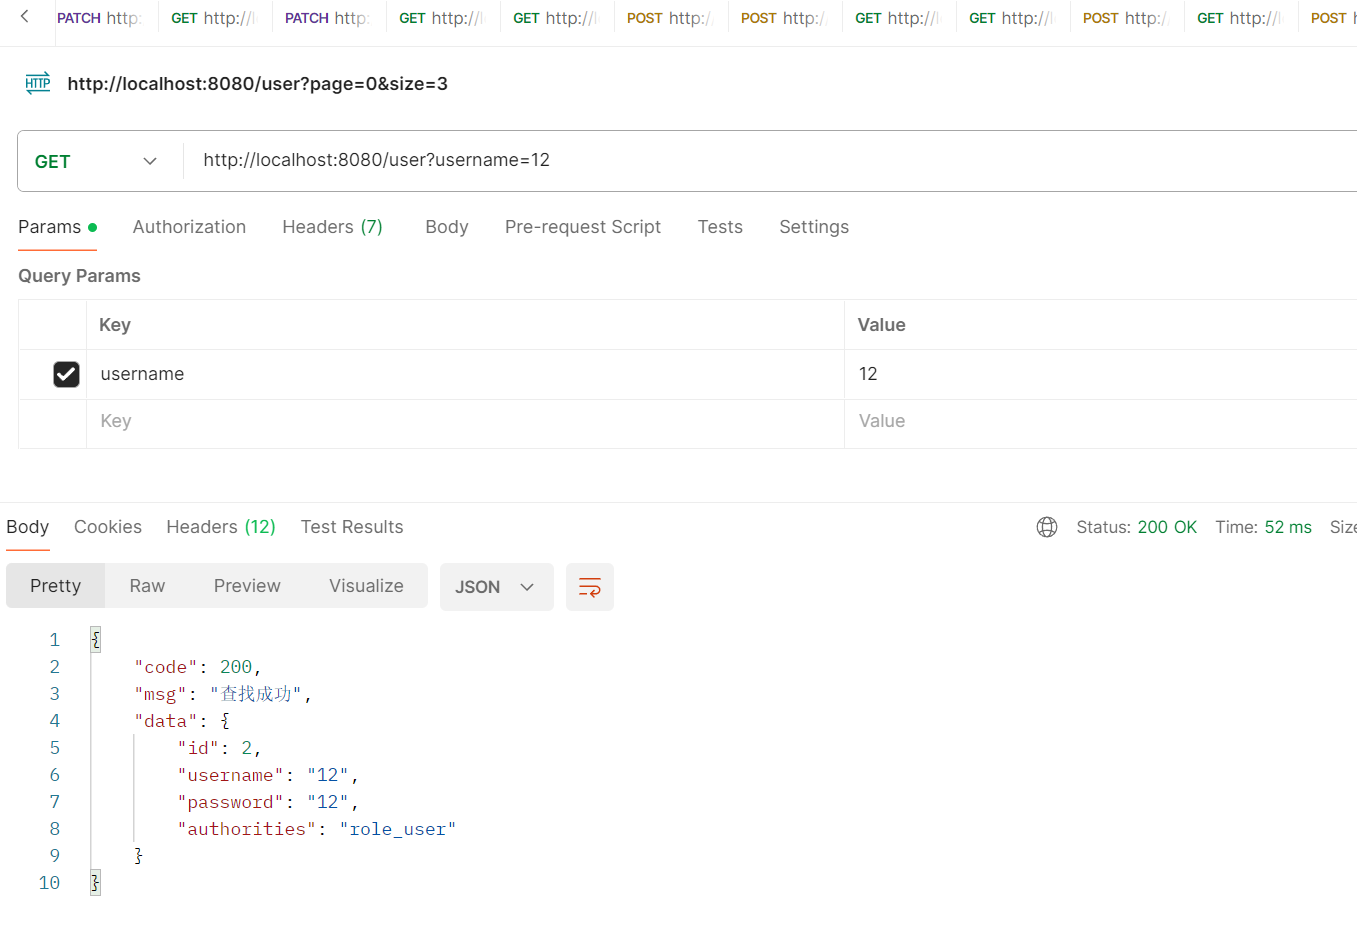 PATCH http: GET http:// PATCH http: GET http:// GET http:// POST http:/ POST http:/ GET http:// GET http:// POST http:/ GET http:// POST
HTTP http://localhost:8080/user?page=0&size=3
GET http://localhost:8080/user?username=12
Params Authorization Headers (7) Body Pre-request Script Tests Settings
Query Params
Key Value
username 12
Key Value
Body Cookies Headers (12) Test Results Status: 200 OK Time: 52 ms Size
Pretty Raw Preview Visualize JSON
1 {
2 "code": 200,
3 "msg": "查找成功",
4 "data": {
5 "id": 2,
6 "username": "12",
7 "password": "12",
8 "authorities": "role_user"
9 }
10 }